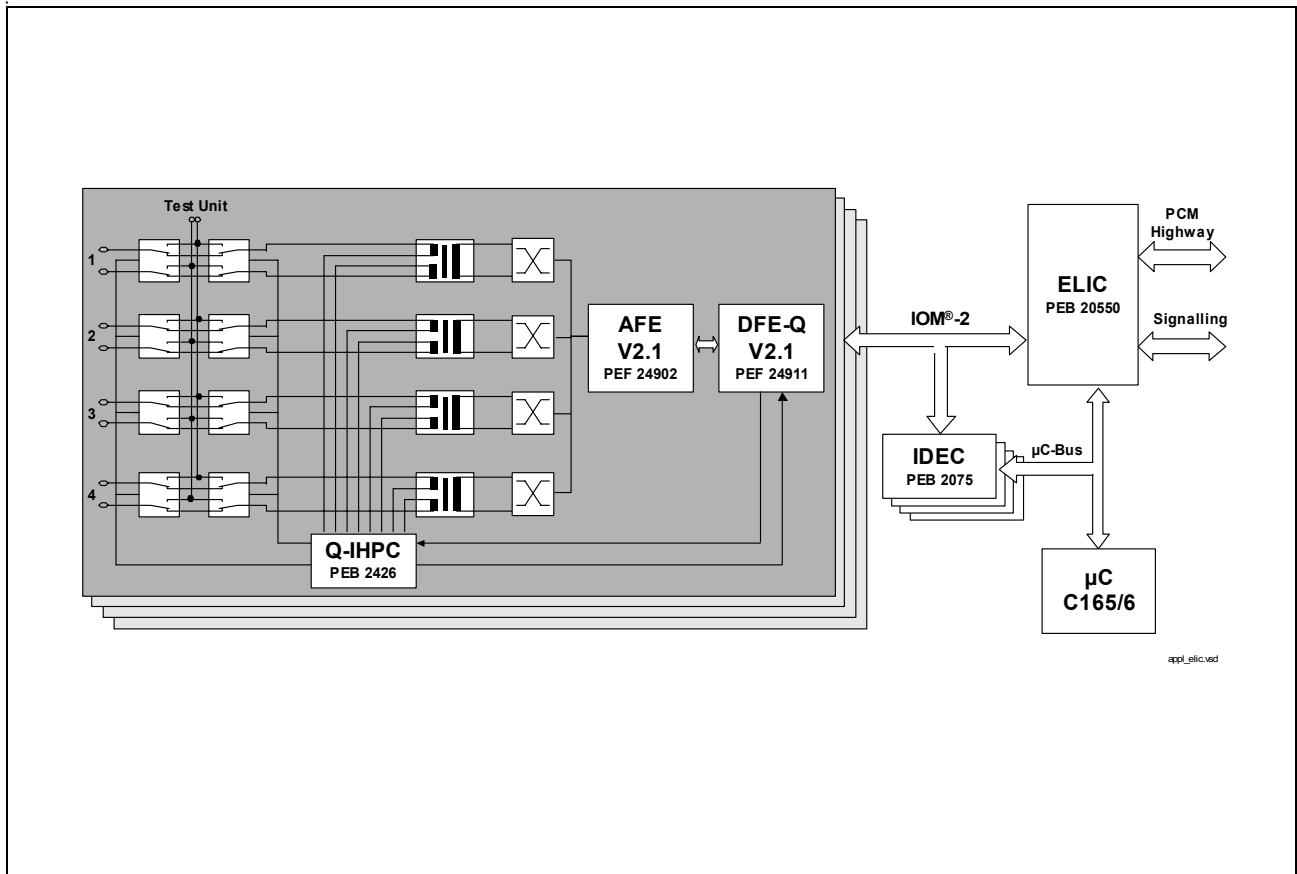 Test Unit
1
2
3
4
AFE
V2.1
PEF 24902
DFE-Q
V2.1
PEF 24911
Q-IHPC
PEB 2426
IOM®-2
ELIC
PEB 20550
PCM
Highway
Signalling
IDEC
PEB 2075
µC-Bus
µC
C165/6
appl_elic.vsd